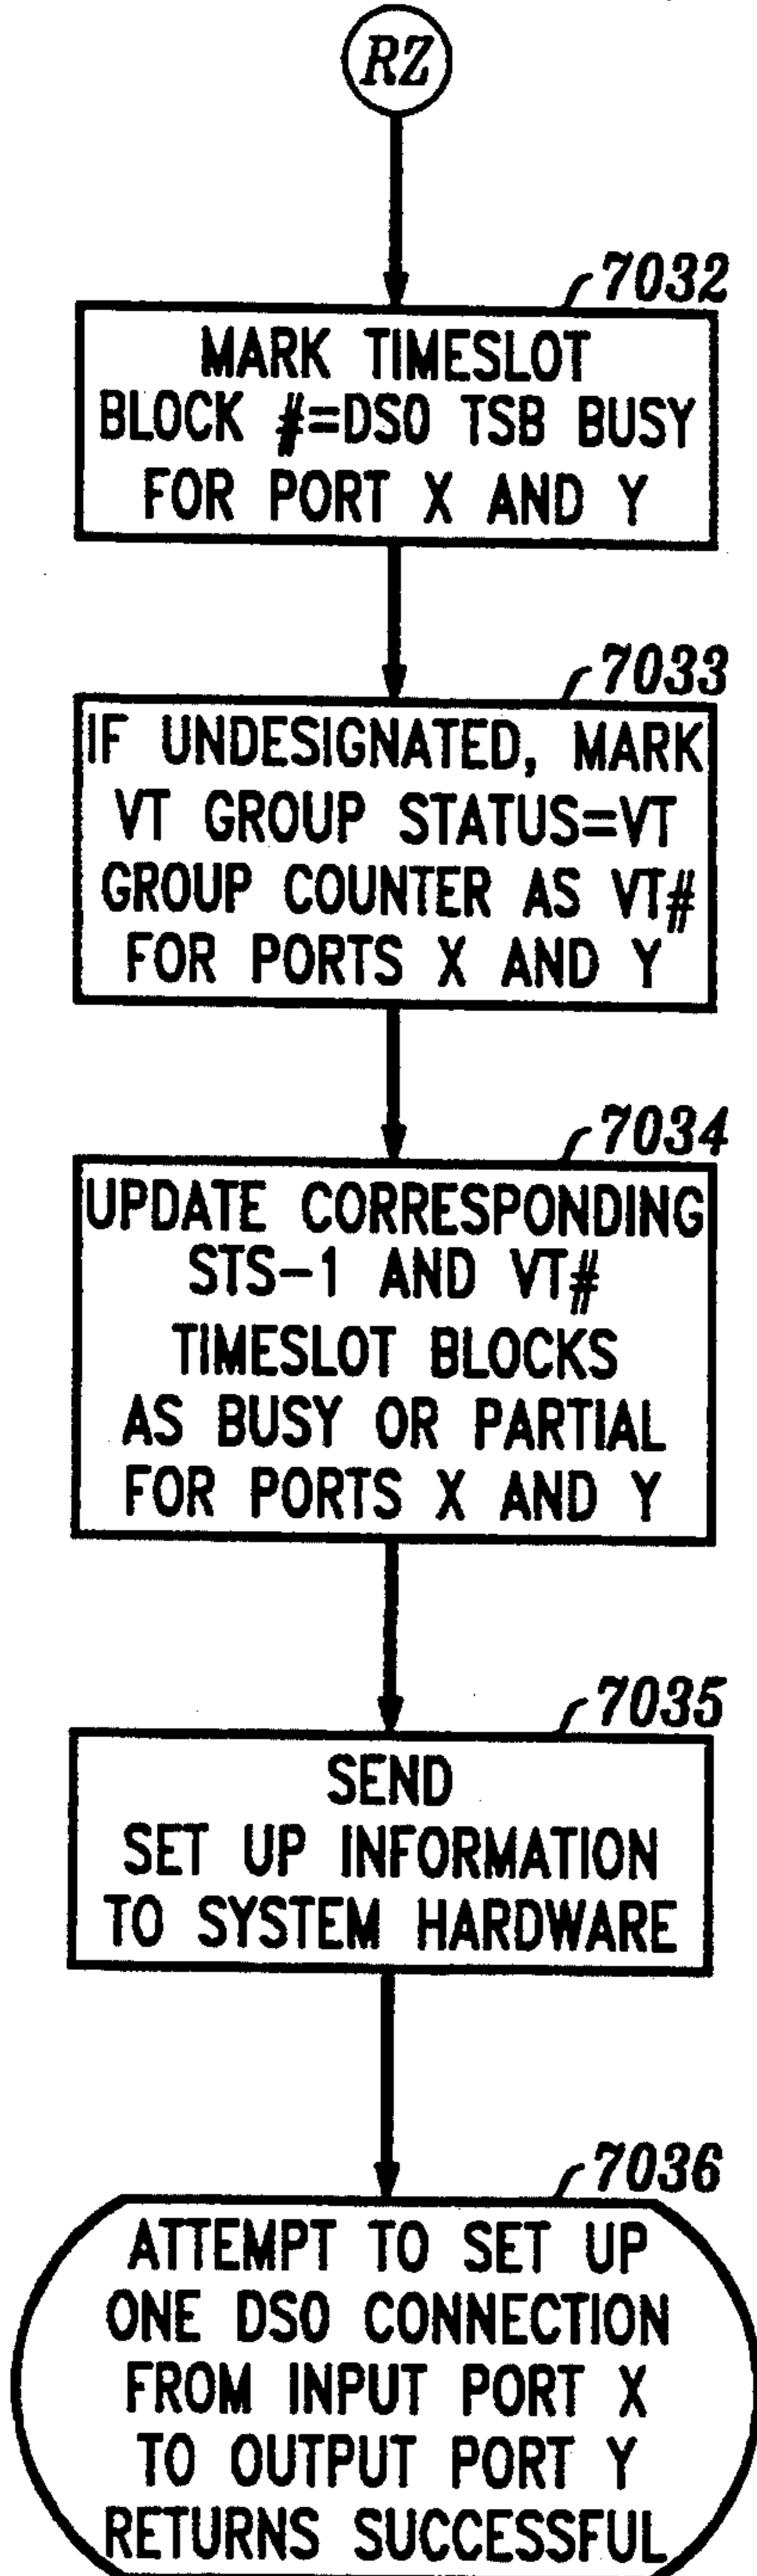 RZ
7032
MARK TIMESLOT
BLOCK #=DS0 TSB BUSY
FOR PORT X AND Y
7033
IF UNDESIGNATED, MARK
VT GROUP STATUS=VT
GROUP COUNTER AS VT#
FOR PORTS X AND Y
7034
UPDATE CORRESPONDING
STS-1 AND VT#
TIMESLOT BLOCKS
AS BUSY OR PARTIAL
FOR PORTS X AND Y
7035
SEND
SET UP INFORMATION
TO SYSTEM HARDWARE
7036
ATTEMPT TO SET UP
ONE DS0 CONNECTION
FROM INPUT PORT X
TO OUTPUT PORT Y
RETURNS SUCCESSFUL